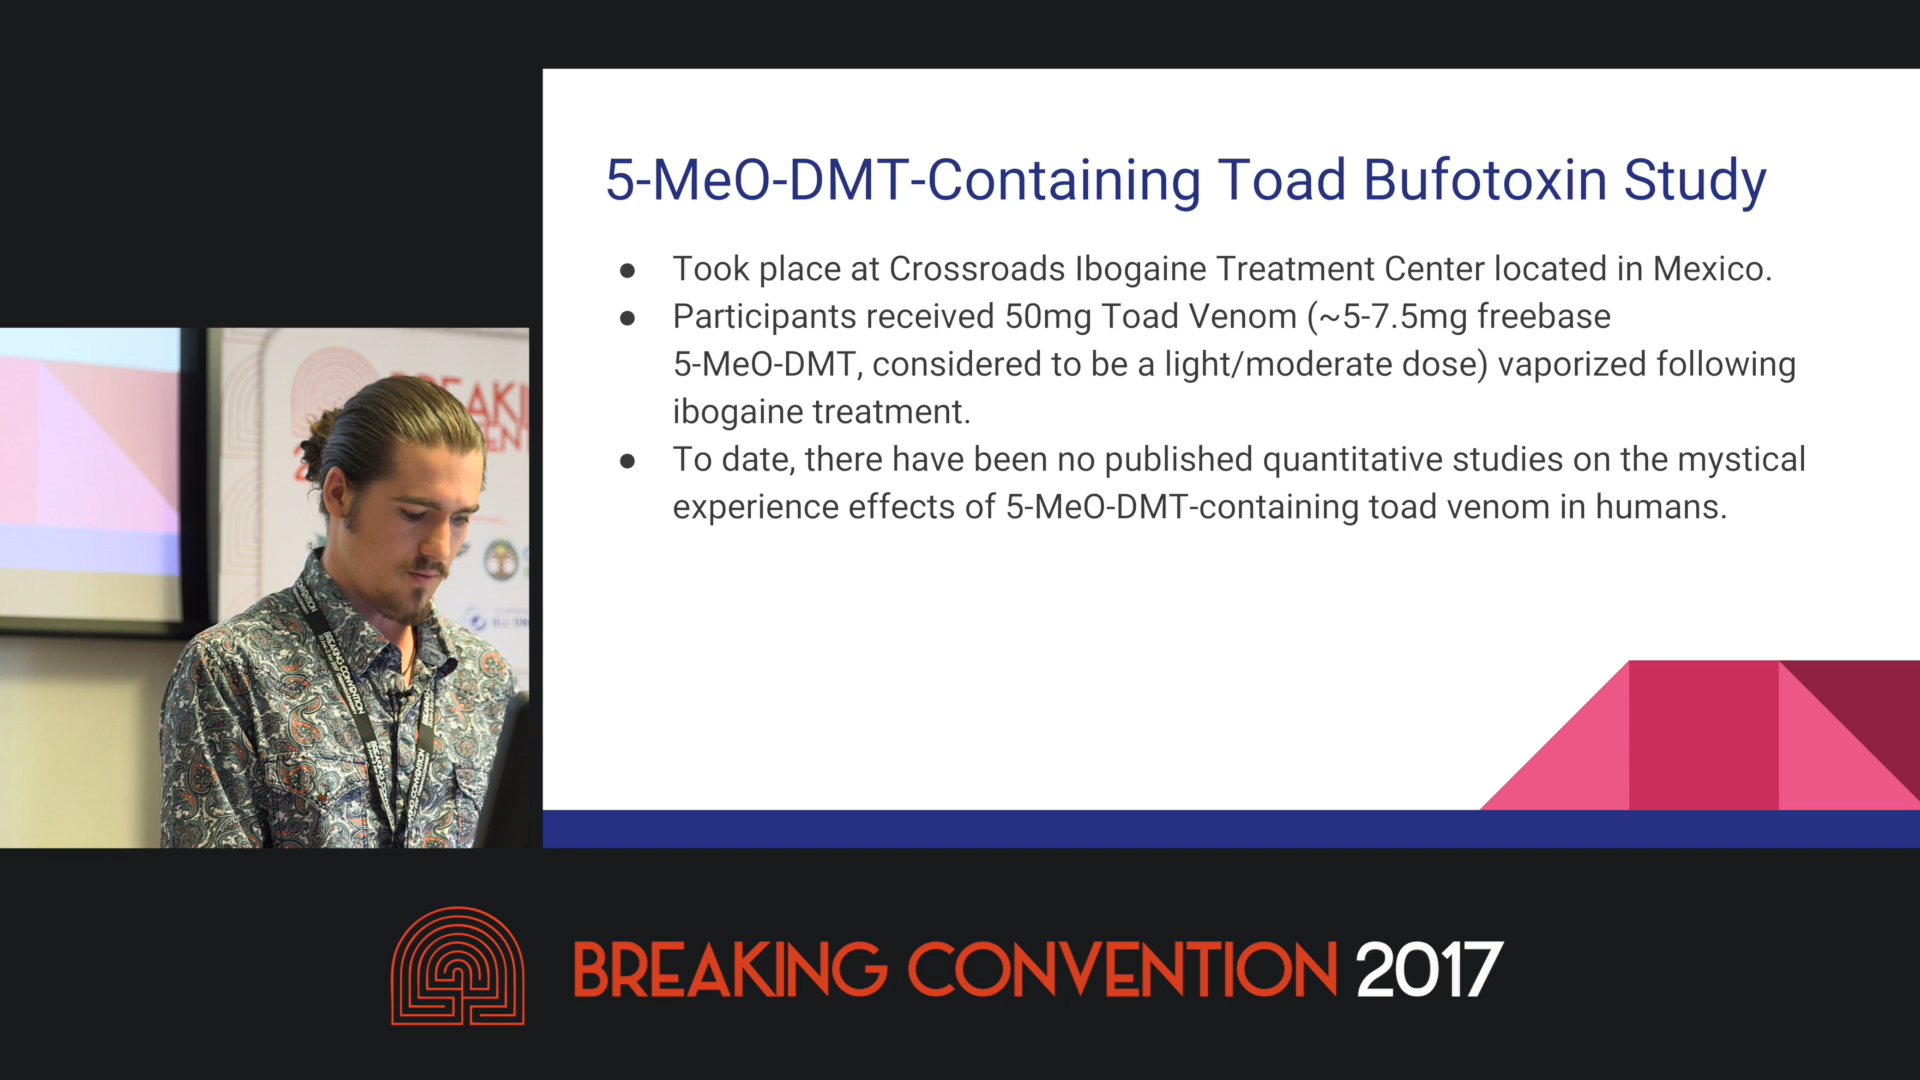 5-MeO-DMT-Containing Toad Bufotoxin Study
● Took place at Crossroads Ibogaine Treatment Center located in Mexico.
● Participants received 50mg Toad Venom (~5-7.5mg freebase
5-MeO-DMT, considered to be a light/moderate dose) vaporized following
ibogaine treatment.
● To date, there have been no published quantitative studies on the mystical
experience effects of 5-MeO-DMT-containing toad venom in humans.
BREAKING CONVENTION
BREAKING CONVENTION 2017